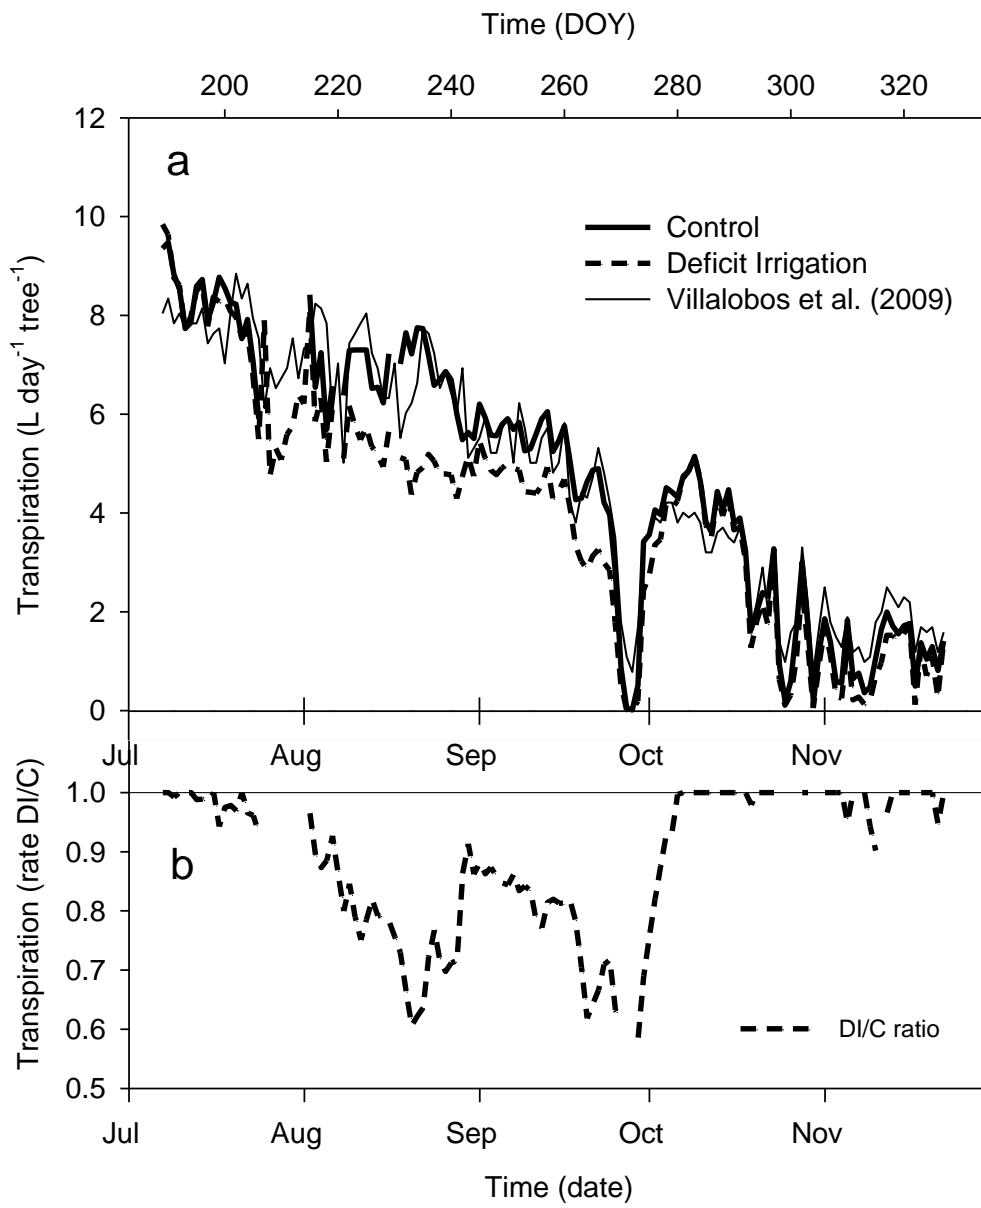 Time (DOY)
200 220 240 260 280 300 320
12
a
10
Control
Deficit Irrigation
Villalobos et al. (2009)
8
6
4
2
0
Transpiration (L day⁻¹ tree⁻¹)
Jul Aug Sep Oct Nov
1.0
0.9
b
0.8
0.7
0.6
DI/C ratio
0.5
Transpiration (rate DI/C)
Jul Aug Sep Oct Nov
Time (date)